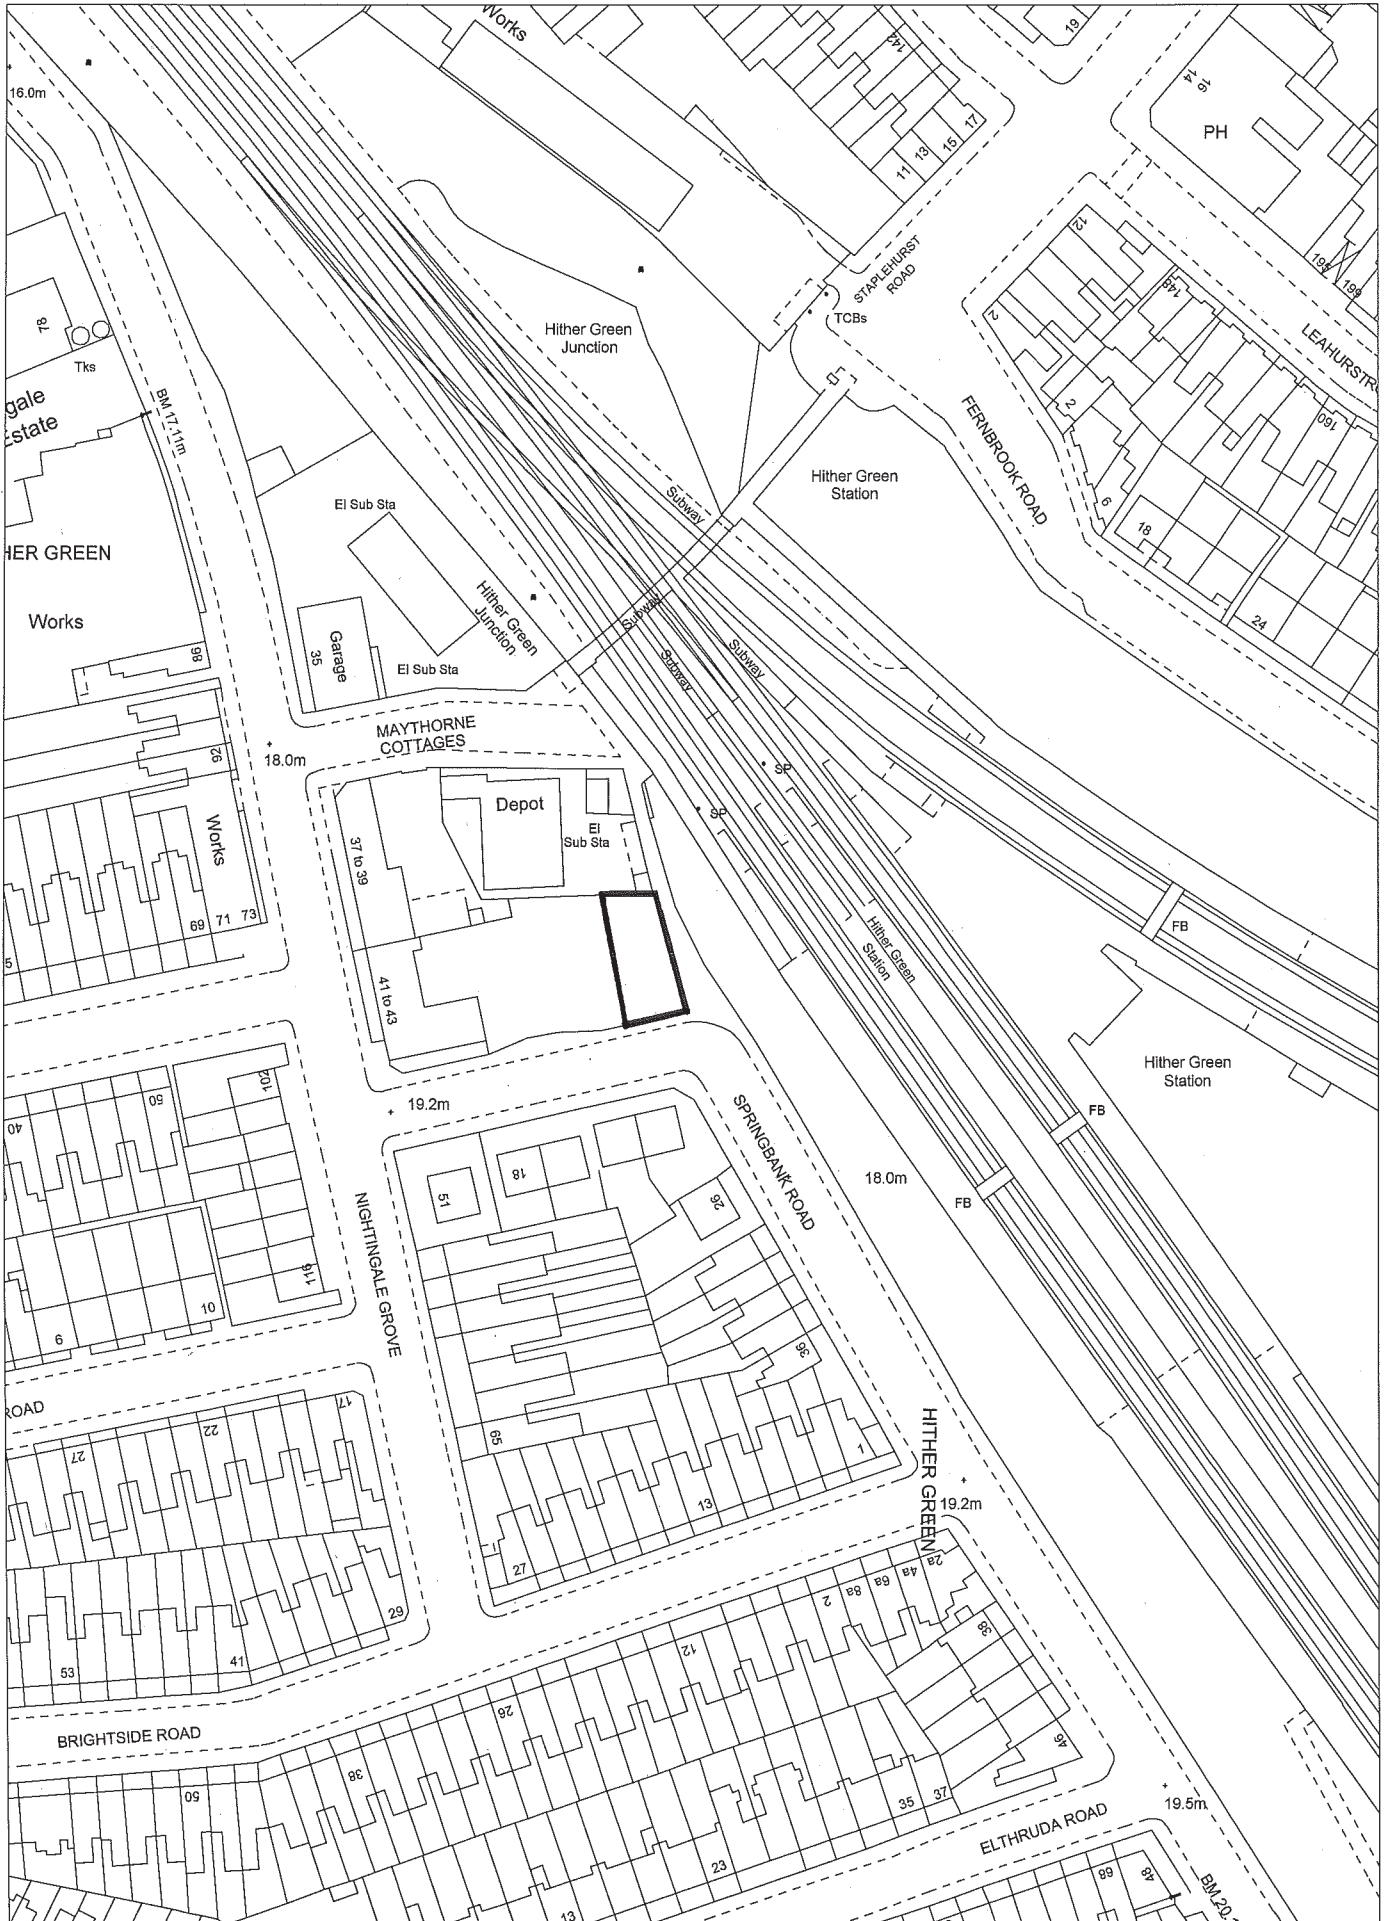 Works
142
19
14
16
PH
16.0m
17
15
13
11
12
195
199
STAPLEHURST
ROAD
TCBs
2
148
LEAHURST R
78
Tks
Hither Green
Junction
BM 17.11m
gale
Estate
FERNBROOK ROAD
2
160
6
18
24
Hither Green
Station
Subway
El Sub Sta
HER GREEN
Works
Hither Green
Junction
Garage
35
El Sub Sta
Subway
Subway
Subway
98
MAYTHORNE
COTTAGES
92
18.0m
SP
SP
Depot
El
Sub Sta
Works
37 to 39
69
71
73
5
41 to 43
Hither Green
Station
FB
Hither Green
Station
FB
FB
102
50
40
19.2m
SPRINGBANK ROAD
18.0m
51
18
26
NIGHTINGALE GROVE
116
10
6
36
ROAD
17
22
27
65
1
13
27
HITHER GREEN
19.2m
2a
4a
6a
8a
2
12
38
29
41
53
26
BRIGHTSIDE ROAD
38
50
46
35
37
23
13
19.5m
ELTHRUDA ROAD
68
48
BM 20.